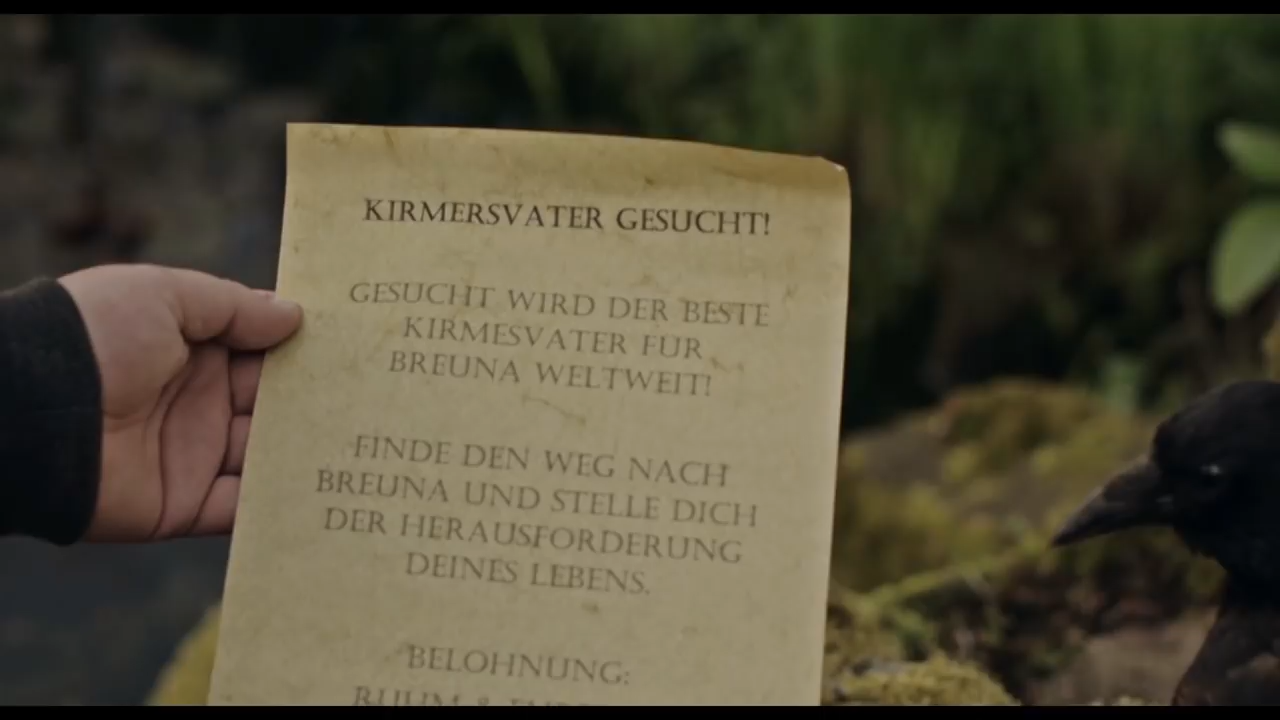 KIRMERSVATER GESUCHT!
GESUCHT WIRD DER BESTE
KIRMESVATER FUR
BREUNA WELTWEIT!
FINDE DEN WEG NACH
BREUNA UND STELLE DICH
DER HERAUSFORDERUNG
DEINES LEBENS.
BELOHNUNG: